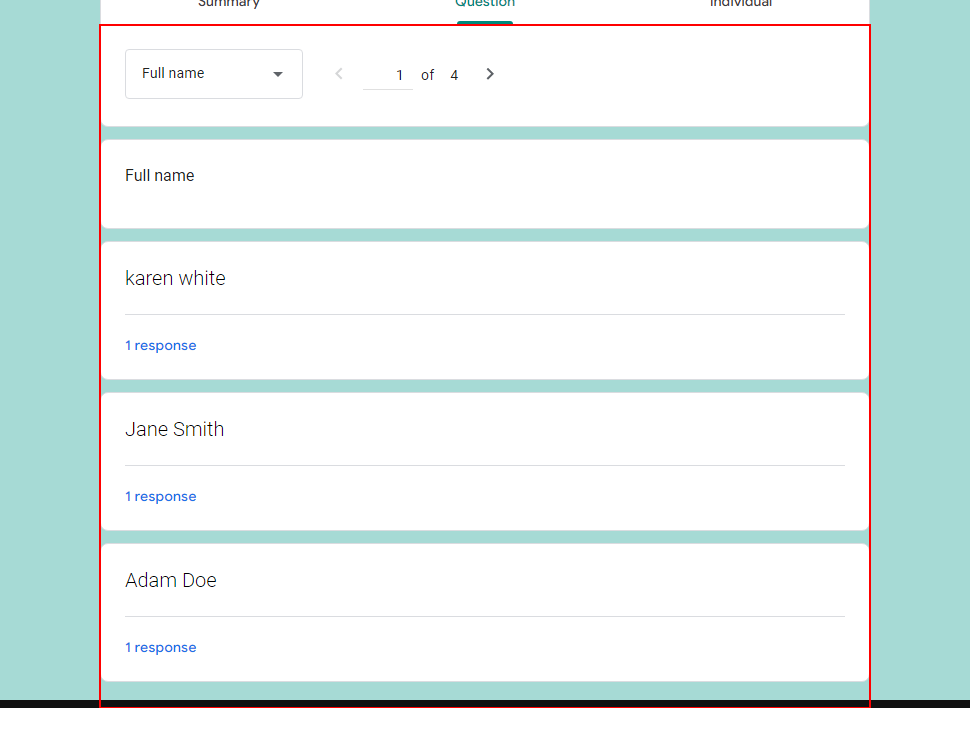 Summary Question Individual
Full name 1 of 4
Full name
karen white
1 response
Jane Smith
1 response
Adam Doe
1 response